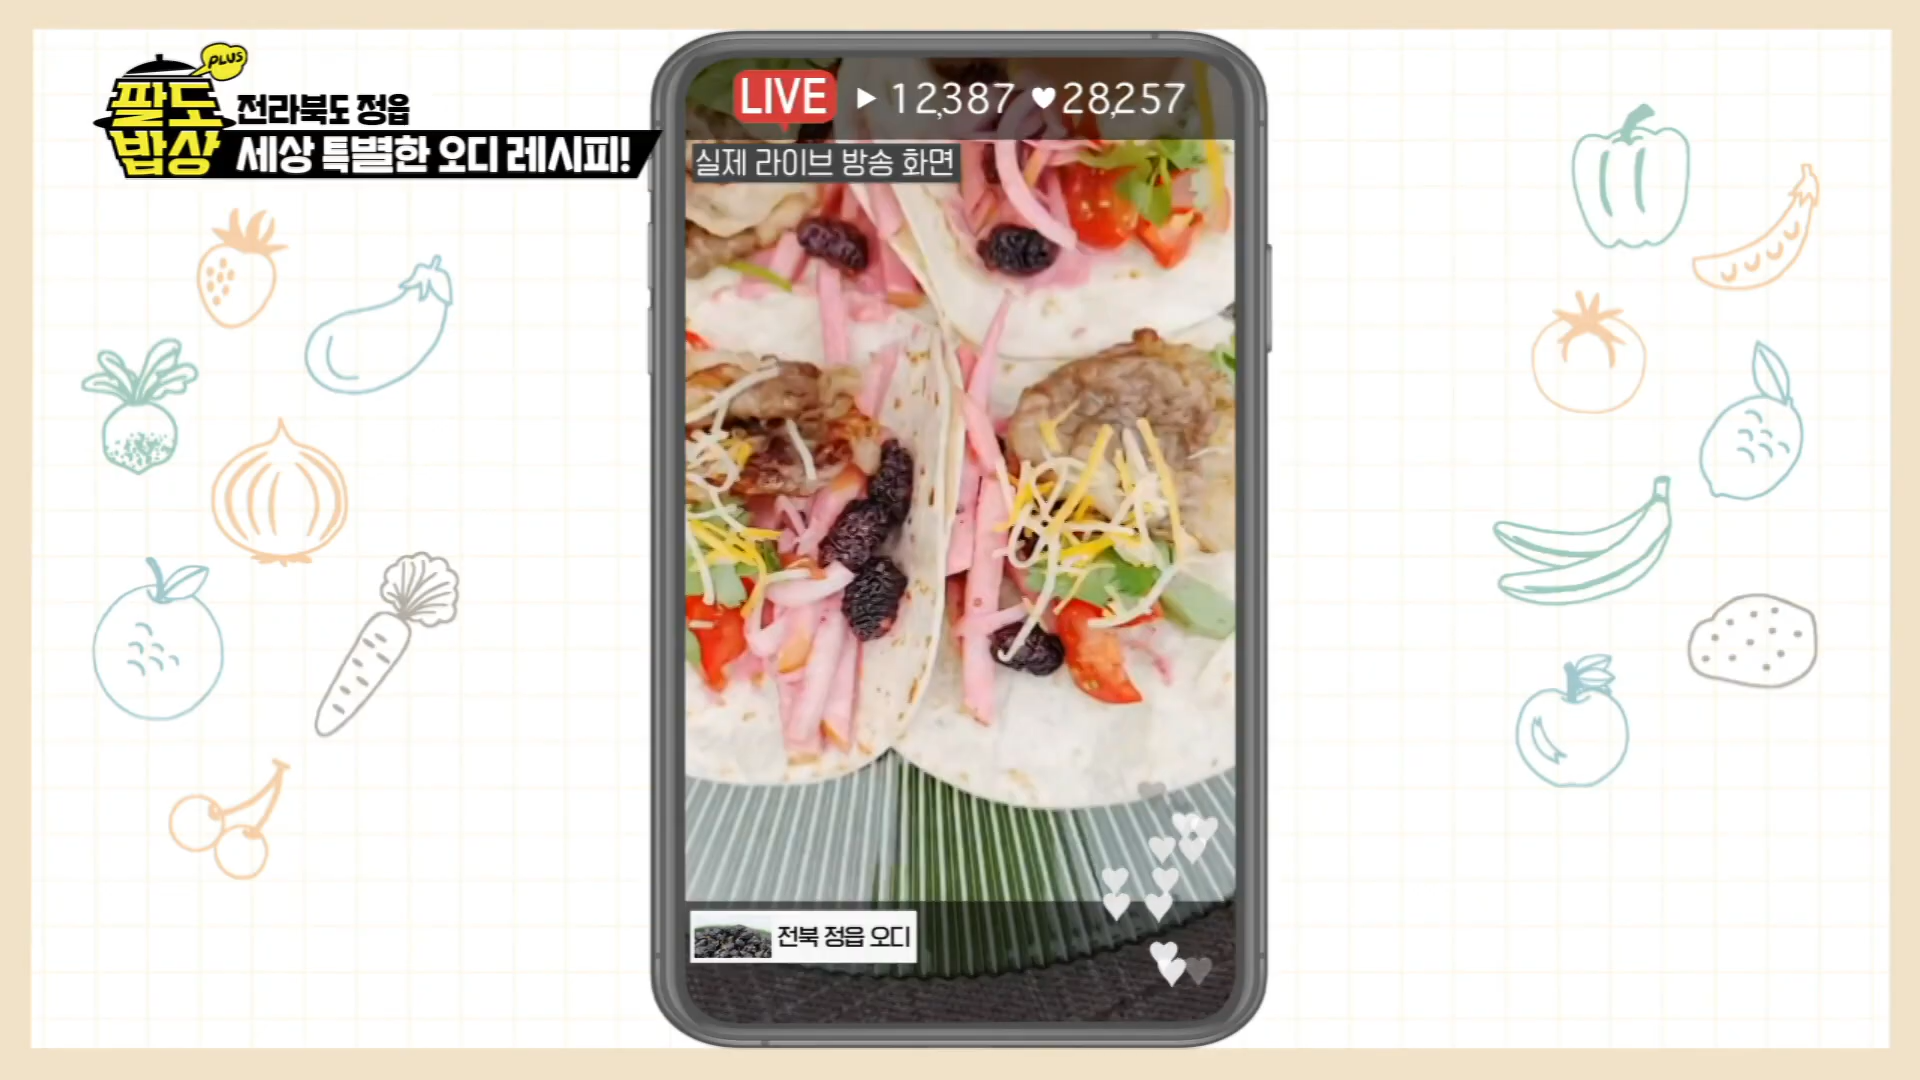 PLUS
팔도
밥상
전라북도 정읍
세상 특별한 오디 레시피!
LIVE 12,387 28,257
실제 라이브 방송 화면
전북 정읍 오디